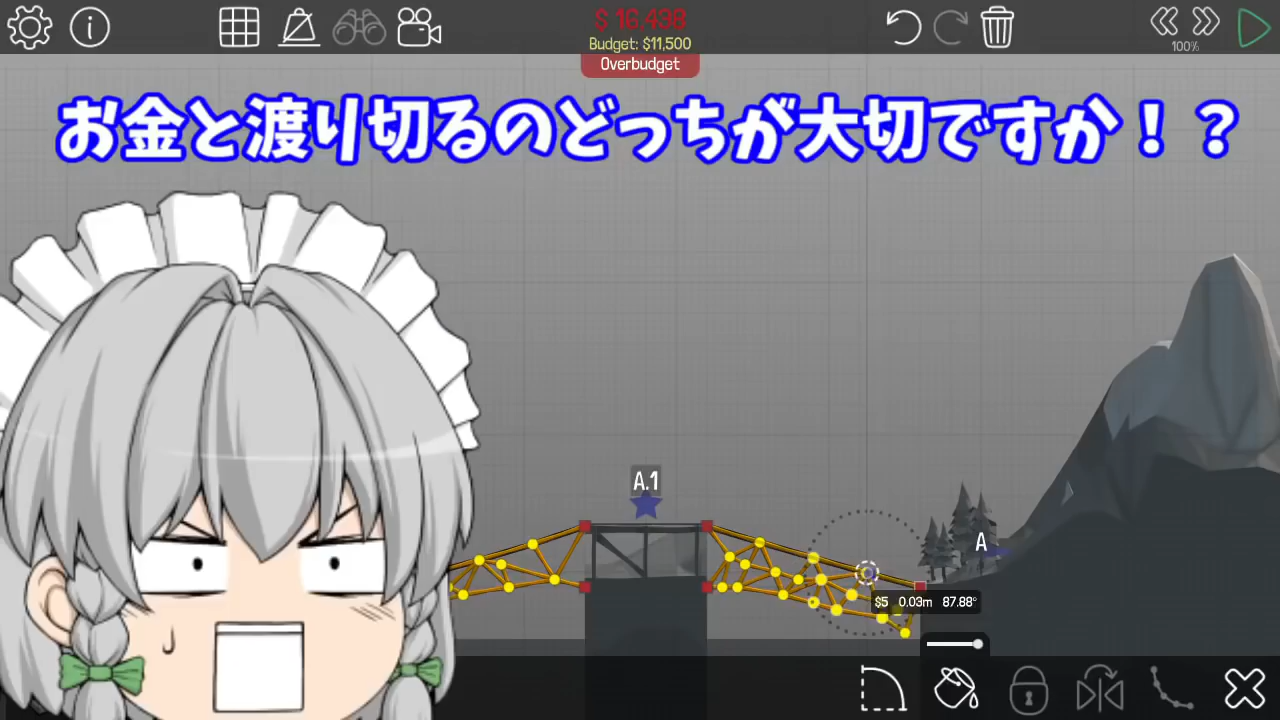 $ 16,438
Budget: $11,500
Overbudget
100%
お金と渡り切るのどっちが大切ですか！？
A.1
A
$5 0.03m 87.88°